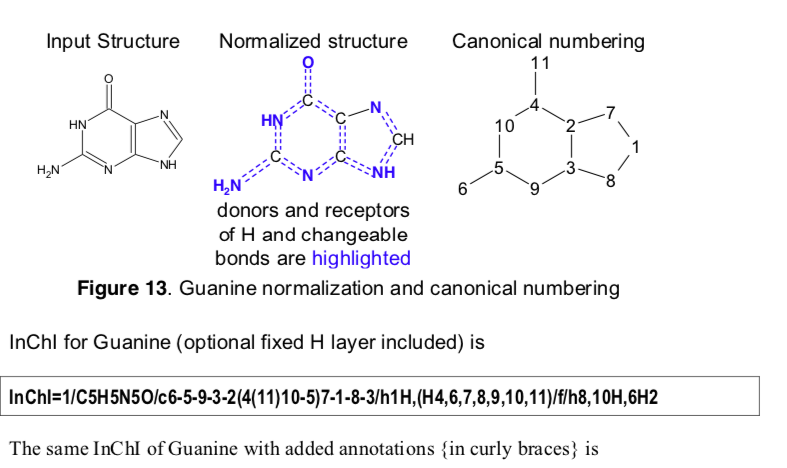 Input Structure Normalized structure Canonical numbering
O O 11
HN N HN C C N 4 7
10 2
CH 1
H2N N NH C C 5 3
H2N N NH 6 9 8
donors and receptors
of H and changeable
bonds are highlighted
Figure 13. Guanine normalization and canonical numbering
InChI for Guanine (optional fixed H layer included) is
InChI=1/C5H5N5O/c6-5-9-3-2(4(11)10-5)7-1-8-3/h1H,(H4,6,7,8,9,10,11)/f/h8,10H,6H2
The same InChI of Guanine with added annotations {in curly braces} is